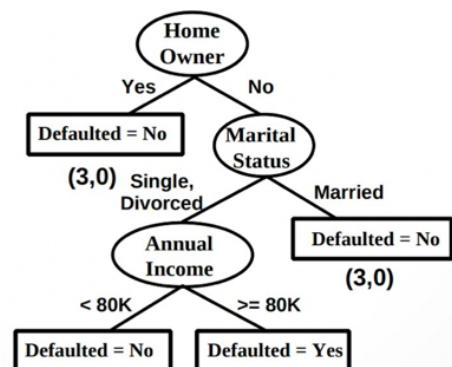 Home
Owner
Yes
No
Defaulted = No
Marital
Status
(3,0)
Single,
Divorced
Married
Annual
Income
Defaulted = No
(3,0)
< 80K
>= 80K
Defaulted = No
Defaulted = Yes